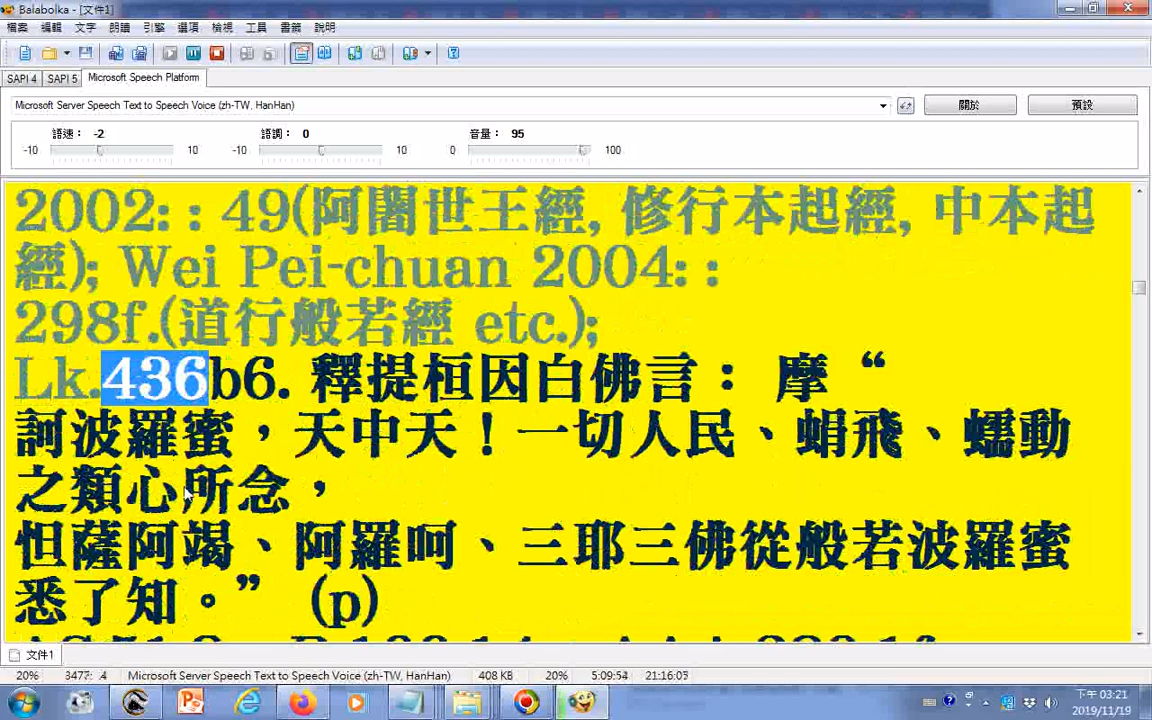 Balabolka - [文件1]
檔案 編輯 文字 朗讀 引擎 選項 檢視 工具 書籤 說明
SAPI 4 SAPI 5 Microsoft Speech Platform
Microsoft Server Speech Text to Speech Voice (zh-TW, HanHan) 關於 預設
語速： -2 語調： 0 音量： 95
-10 10 -10 10 0 100
2002: : 49(阿闍世王經, 修行本起經, 中本起
經); Wei Pei-chuan 2004: :
298f.(道行般若經 etc.);
Lk.436b6. 釋提桓因白佛言： 摩“
訶波羅蜜，天中天！一切人民、蜎飛、蠕動
之類心所念，
怛薩阿竭、阿羅呵、三耶三佛從般若波羅蜜
悉了知。” (p)
文件1
20% 3477: .4 Microsoft Server Speech Text to Speech Voice (zh-TW, HanHan) 408 KB 20% 5:09:54 21:16:03
下午 03:21
2019/11/19